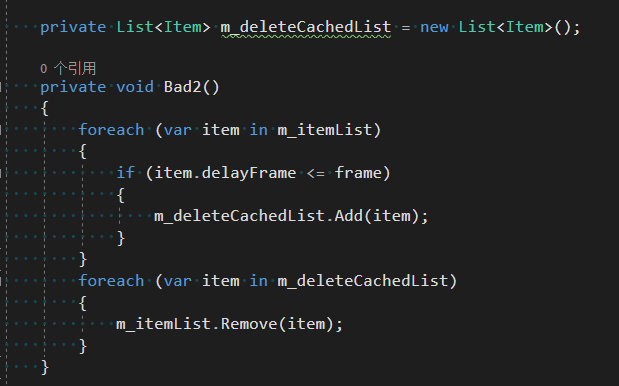 private List<Item> m_deleteCachedList = new List<Item>();
0 个引用
private void Bad2()
{
foreach (var item in m_itemList)
{
if (item.delayFrame <= frame)
{
m_deleteCachedList.Add(item);
}
}
foreach (var item in m_deleteCachedList)
{
m_itemList.Remove(item);
}
}